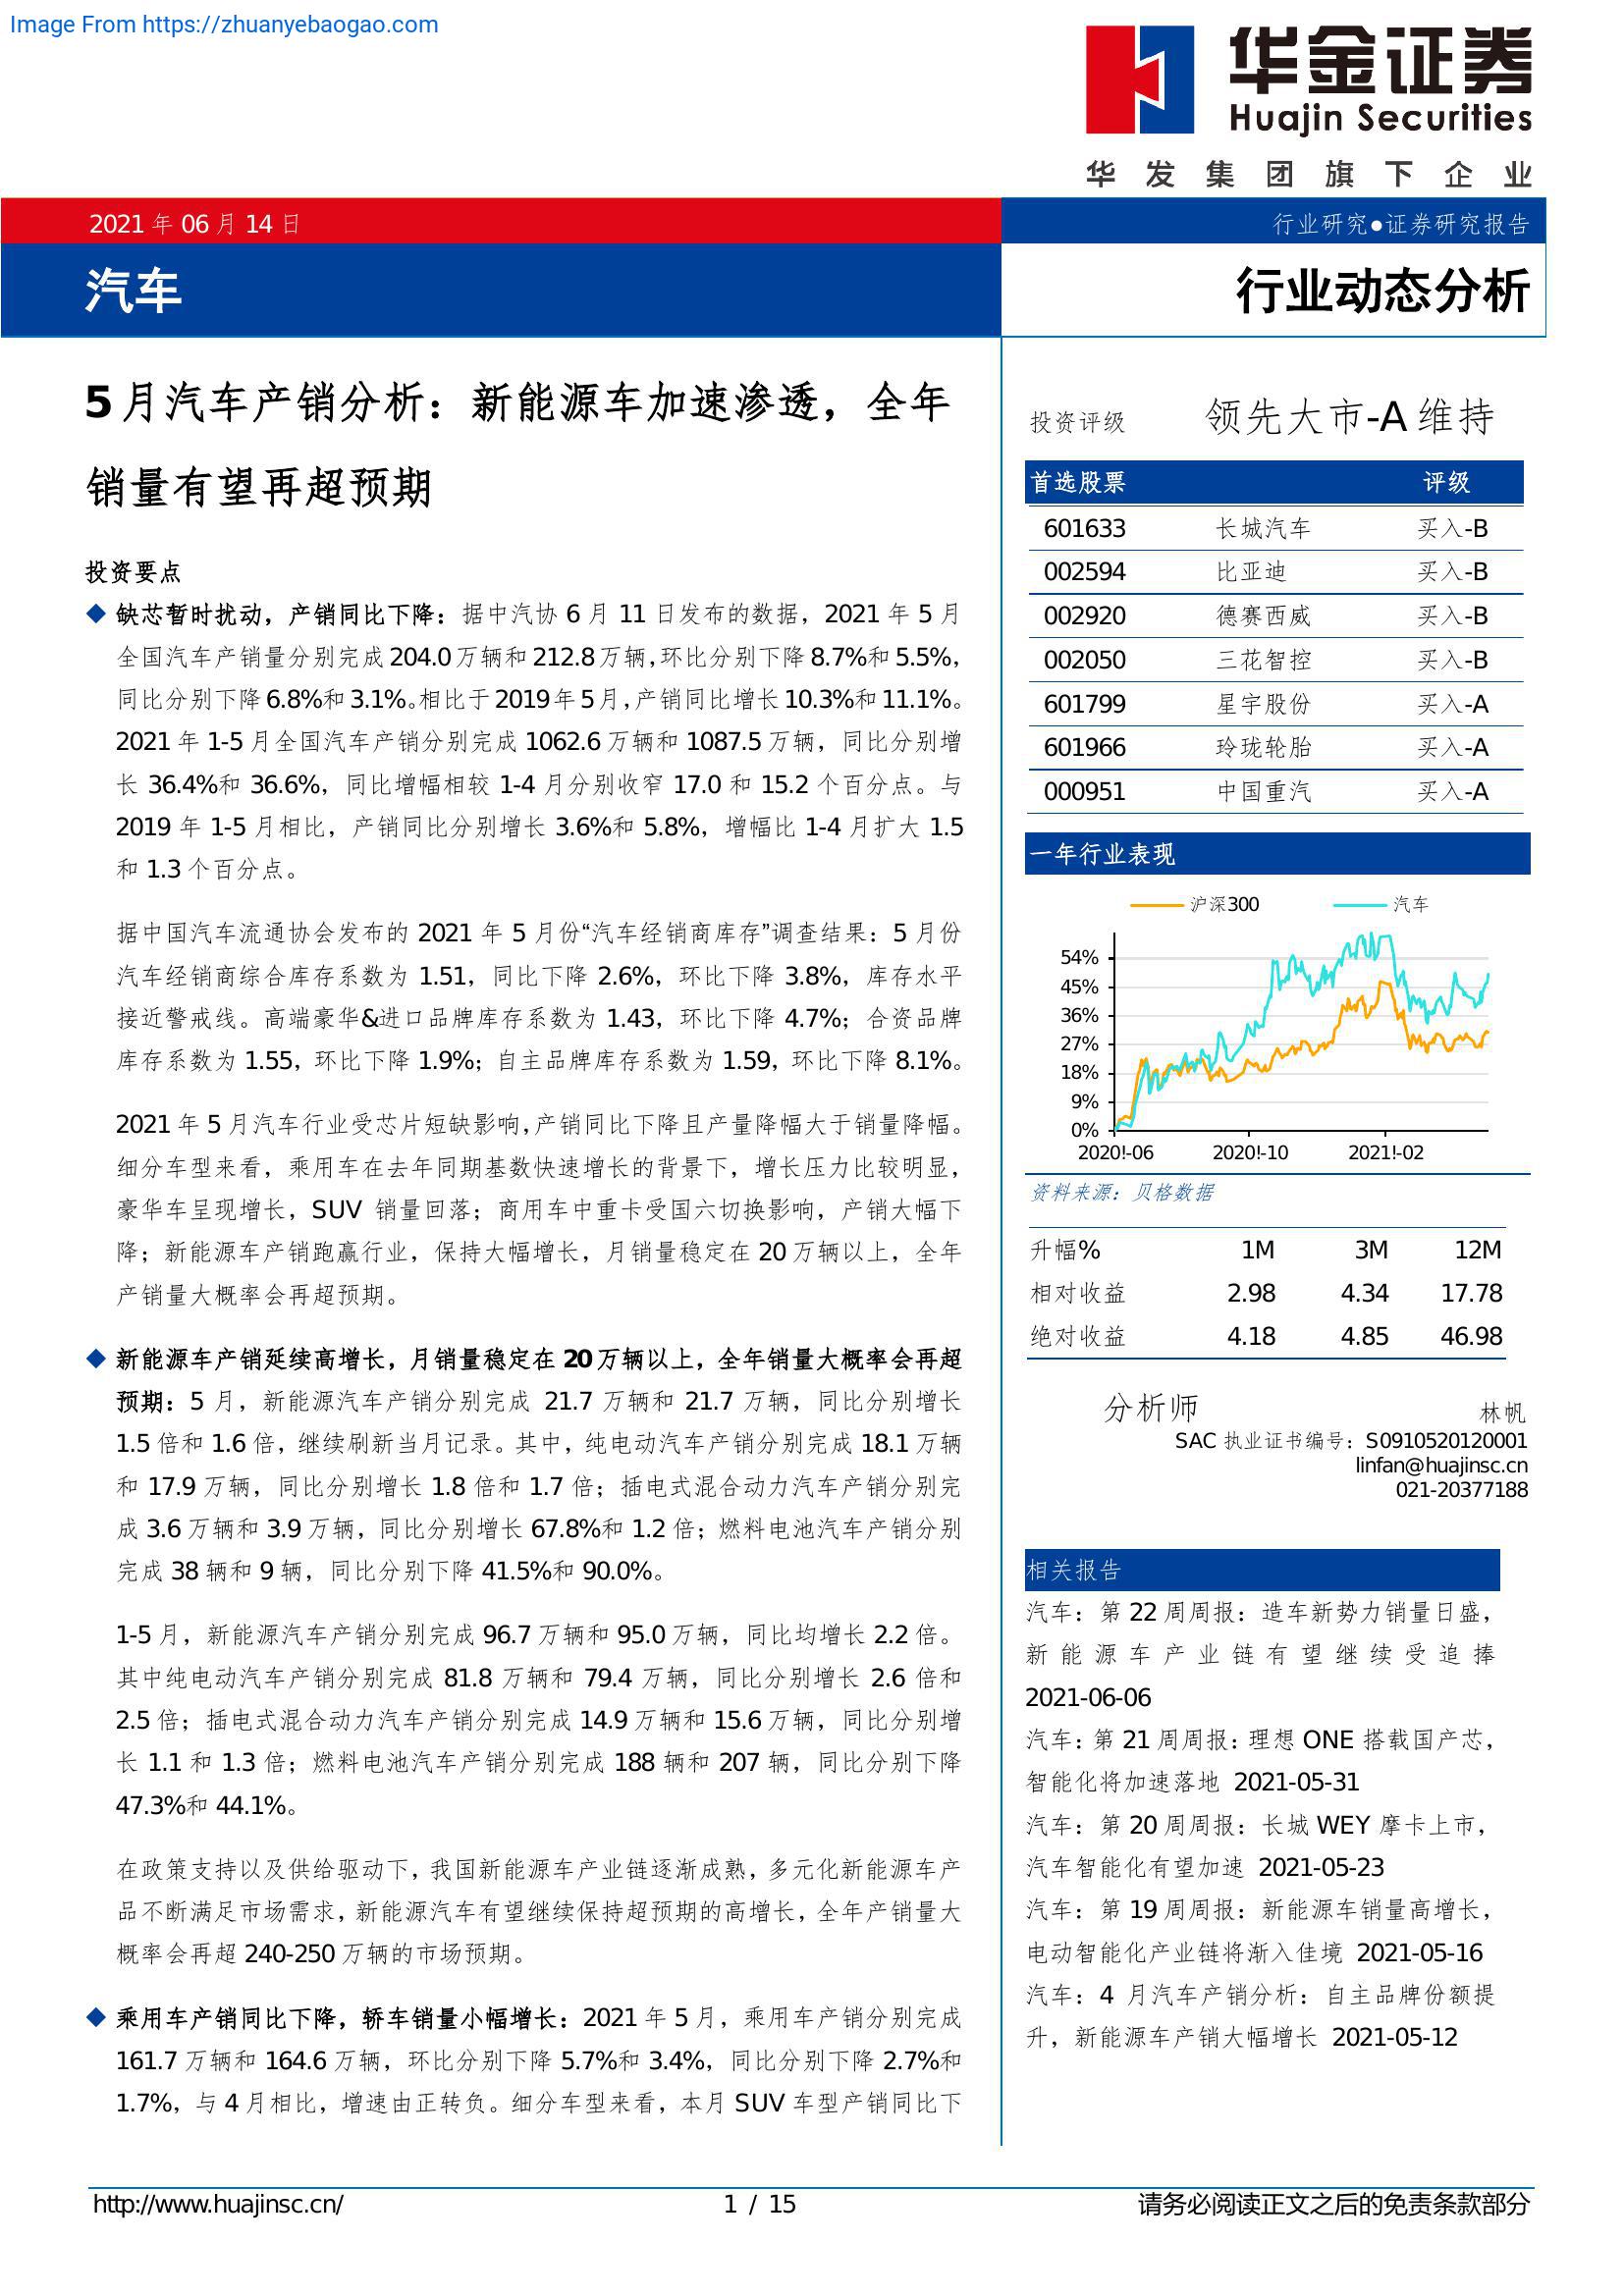 Image From https://zhuanyebaogao.com
华金证券
Huajin Securities
华发集团旗下企业
2021 年 06 月 14 日
行业研究●证券研究报告
汽车
行业动态分析
5 月汽车产销分析：新能源车加速渗透，全年
销量有望再超预期
投资要点
缺芯暂时扰动，产销同比下降：据中汽协 6 月 11 日发布的数据，2021 年 5 月
全国汽车产销量分别完成 204.0 万辆和 212.8 万辆，环比分别下降 8.7%和 5.5%，
同比分别下降 6.8%和 3.1%。相比于 2019 年 5 月，产销同比增长 10.3%和 11.1%。
2021 年 1-5 月全国汽车产销分别完成 1062.6 万辆和 1087.5 万辆，同比分别增
长 36.4%和 36.6%，同比增幅相较 1-4 月分别收窄 17.0 和 15.2 个百分点。与
2019 年 1-5 月相比，产销同比分别增长 3.6%和 5.8%，增幅比 1-4 月扩大 1.5
和 1.3 个百分点。
据中国汽车流通协会发布的 2021 年 5 月份“汽车经销商库存”调查结果：5 月份
汽车经销商综合库存系数为 1.51，同比下降 2.6%，环比下降 3.8%，库存水平
接近警戒线。高端豪华&进口品牌库存系数为 1.43，环比下降 4.7%；合资品牌
库存系数为 1.55，环比下降 1.9%；自主品牌库存系数为 1.59，环比下降 8.1%。
2021 年 5 月汽车行业受芯片短缺影响，产销同比下降且产量降幅大于销量降幅。
细分车型来看，乘用车在去年同期基数快速增长的背景下，增长压力比较明显，
豪华车呈现增长，SUV 销量回落；商用车中重卡受国六切换影响，产销大幅下
降；新能源车产销跑赢行业，保持大幅增长，月销量稳定在 20 万辆以上，全年
产销量大概率会再超预期。
新能源车产销延续高增长，月销量稳定在 20 万辆以上，全年销量大概率会再超
预期：5 月，新能源汽车产销分别完成 21.7 万辆和 21.7 万辆，同比分别增长
1.5 倍和 1.6 倍，继续刷新当月记录。其中，纯电动汽车产销分别完成 18.1 万辆
和 17.9 万辆，同比分别增长 1.8 倍和 1.7 倍；插电式混合动力汽车产销分别完
成 3.6 万辆和 3.9 万辆，同比分别增长 67.8%和 1.2 倍；燃料电池汽车产销分别
完成 38 辆和 9 辆，同比分别下降 41.5%和 90.0%。
1-5 月，新能源汽车产销分别完成 96.7 万辆和 95.0 万辆，同比均增长 2.2 倍。
其中纯电动汽车产销分别完成 81.8 万辆和 79.4 万辆，同比分别增长 2.6 倍和
2.5 倍；插电式混合动力汽车产销分别完成 14.9 万辆和 15.6 万辆，同比分别增
长 1.1 和 1.3 倍；燃料电池汽车产销分别完成 188 辆和 207 辆，同比分别下降
47.3%和 44.1%。
在政策支持以及供给驱动下，我国新能源车产业链逐渐成熟，多元化新能源车产
品不断满足市场需求，新能源汽车有望继续保持超预期的高增长，全年产销量大
概率会再超 240-250 万辆的市场预期。
乘用车产销同比下降，轿车销量小幅增长：2021 年 5 月，乘用车产销分别完成
161.7 万辆和 164.6 万辆，环比分别下降 5.7%和 3.4%，同比分别下降 2.7%和
1.7%，与 4 月相比，增速由正转负。细分车型来看，本月 SUV 车型产销同比下
投资评级 领先大市-A 维持
首选股票 评级
601633 长城汽车 买入-B
002594 比亚迪 买入-B
002920 德赛西威 买入-B
002050 三花智控 买入-B
601799 星宇股份 买入-A
601966 玲珑轮胎 买入-A
000951 中国重汽 买入-A
一年行业表现
沪深300 汽车
54%
45%
36%
27%
18%
9%
0%
2020!-06 2020!-10 2021!-02
资料来源：贝格数据
升幅% 1M 3M 12M
相对收益 2.98 4.34 17.78
绝对收益 4.18 4.85 46.98
分析师 林帆
SAC 执业证书编号：S0910520120001
linfan@huajinsc.cn
021-20377188
相关报告
汽车：第 22 周周报：造车新势力销量日盛，
新能源车产业链有望继续受追捧
2021-06-06
汽车：第 21 周周报：理想 ONE 搭载国产芯，
智能化将加速落地 2021-05-31
汽车：第 20 周周报：长城 WEY 摩卡上市，
汽车智能化有望加速 2021-05-23
汽车：第 19 周周报：新能源车销量高增长，
电动智能化产业链将渐入佳境 2021-05-16
汽车：4 月汽车产销分析：自主品牌份额提
升，新能源车产销大幅增长 2021-05-12
http://www.huajinsc.cn/ 1 / 15 请务必阅读正文之后的免责条款部分